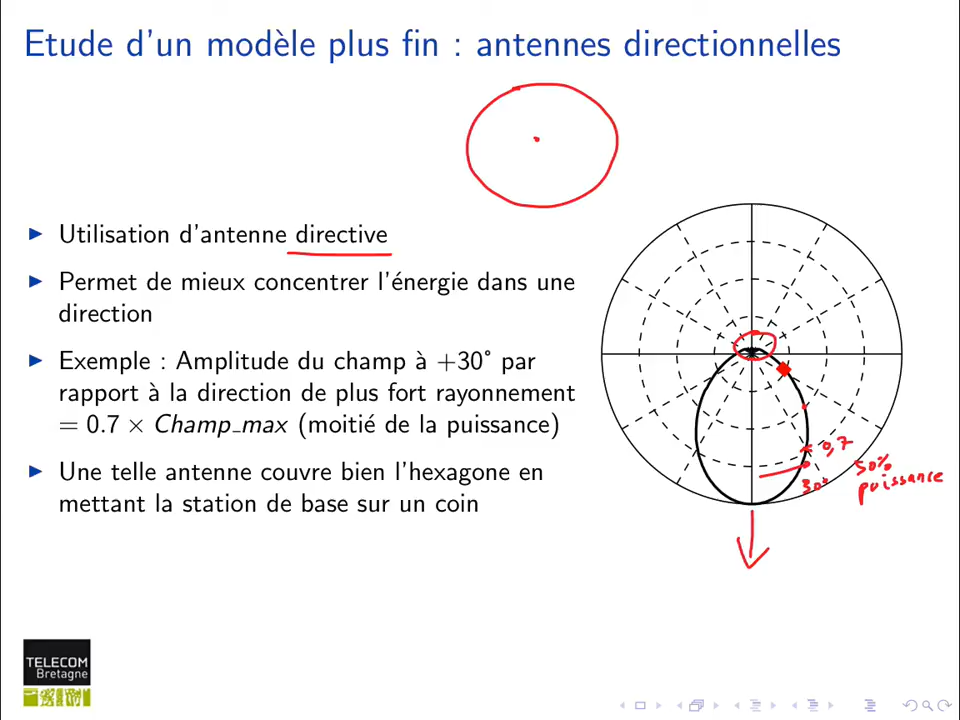 Etude d'un modèle plus fin : antennes directionnelles
► Utilisation d'antenne directive
► Permet de mieux concentrer l'énergie dans une
direction
► Exemple : Amplitude du champ à +30° par
rapport à la direction de plus fort rayonnement
= 0.7 × Champ_max (moitié de la puissance)
► Une telle antenne couvre bien l'hexagone en
mettant la station de base sur un coin
0,7
30°
50%
puissance
TELECOM
Bretagne